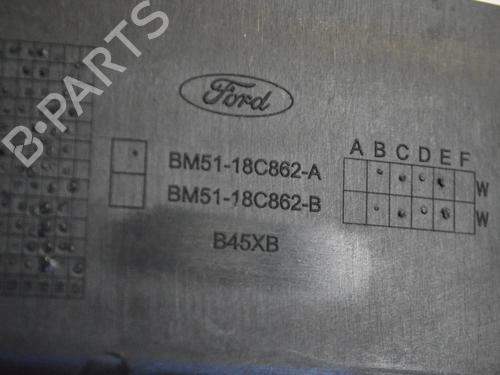 B-PARTS
Ford
A B C D E F
BM51-18C862-A
W
BM51-18C862-B
W
B45XB